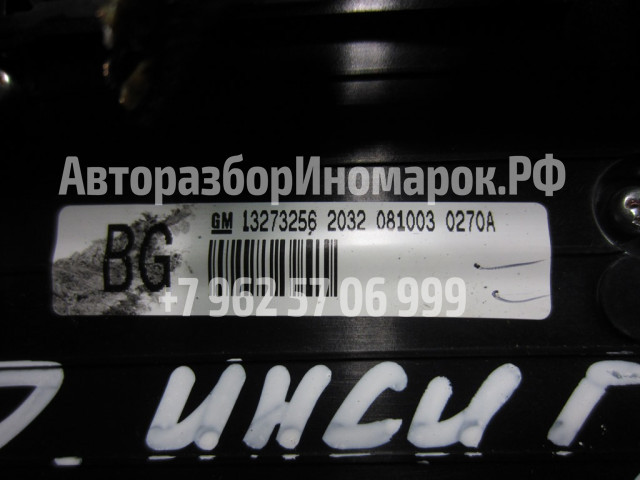 АвторазборИномарок.РФ
GM 13273256 2032 081003 0270A
BG
+7 962 57 06 999
ИНСИГ